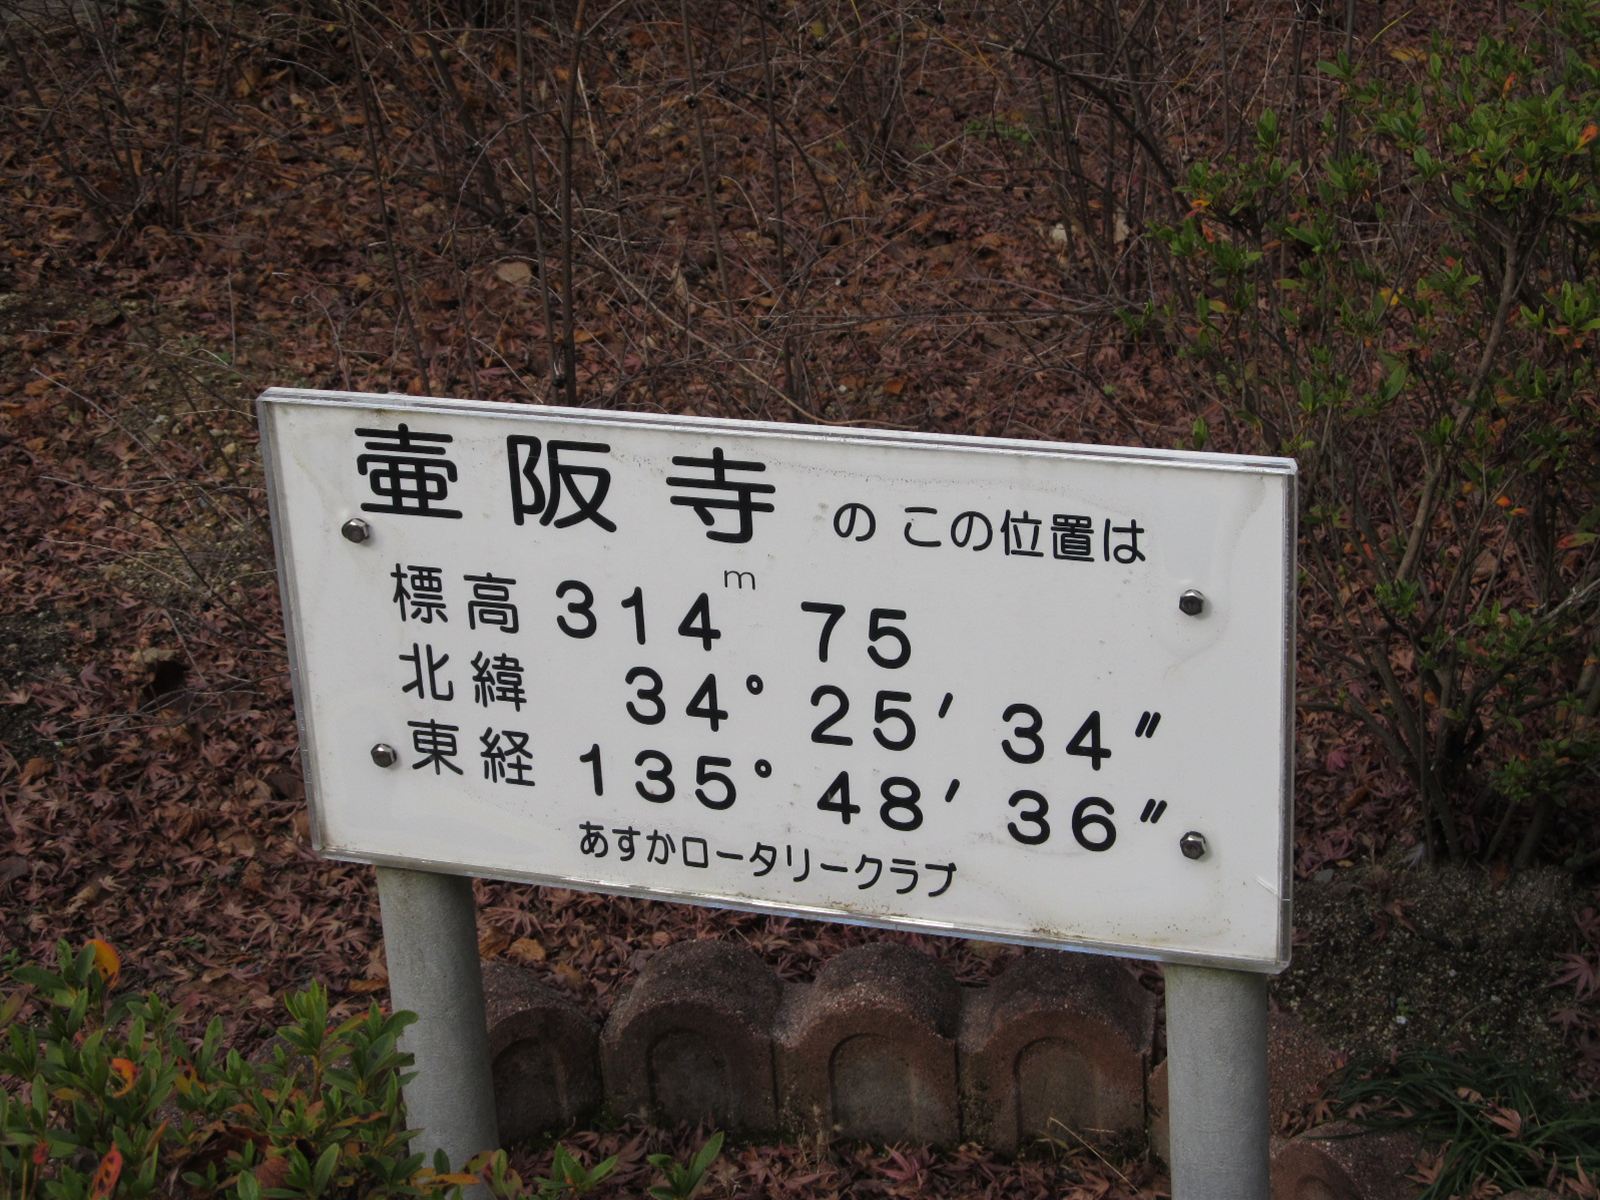 壷阪寺のこの位置は
標高 314m 75
北緯 34° 25′ 34″
東経 135° 48′ 36″
あすかロータリークラブ